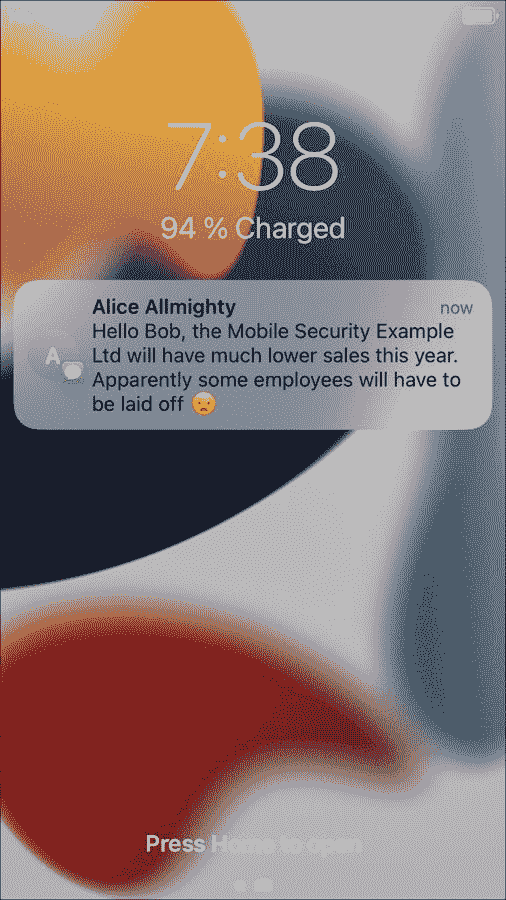 7:38
94 % Charged
Alice Allmighty
now
Hello Bob, the Mobile Security Example
Ltd will have much lower sales this year.
Apparently some employees will have to
be laid off 😟
A
Press Home to open